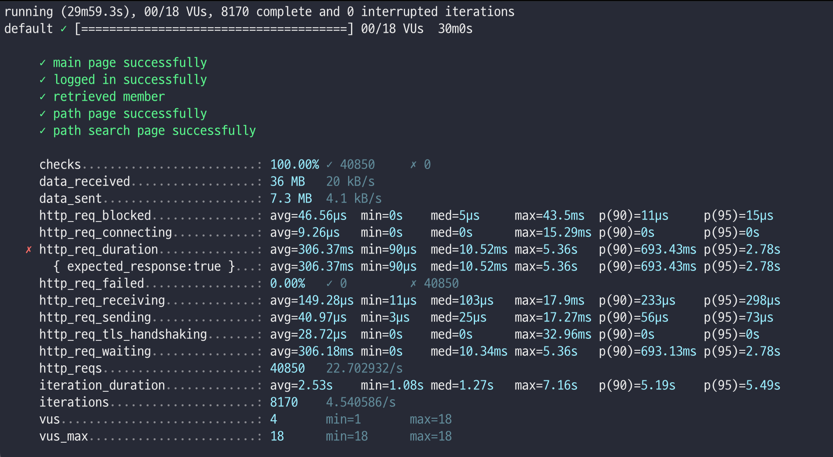 running (29m59.3s), 00/18 VUs, 8170 complete and 0 interrupted iterations
default ✓ [======================================] 00/18 VUs  30m0s
✓ main page successfully
✓ logged in successfully
✓ retrieved member
✓ path page successfully
✓ path search page successfully
checks.........................: 100.00% ✓ 40850     ✗ 0
data_received..................: 36 MB   20 kB/s
data_sent......................: 7.3 MB  4.1 kB/s
http_req_blocked...............: avg=46.56µs  min=0s    med=5µs     max=43.5ms  p(90)=11µs     p(95)=15µs
http_req_connecting............: avg=9.26µs   min=0s    med=0s      max=15.29ms p(90)=0s       p(95)=0s
✗ http_req_duration..............: avg=306.37ms min=90µs  med=10.52ms max=5.36s   p(90)=693.43ms p(95)=2.78s
{ expected_response:true }...: avg=306.37ms min=90µs  med=10.52ms max=5.36s   p(90)=693.43ms p(95)=2.78s
http_req_failed................: 0.00%   ✓ 0         ✗ 40850
http_req_receiving.............: avg=149.28µs min=11µs  med=103µs   max=17.9ms  p(90)=233µs    p(95)=298µs
http_req_sending...............: avg=40.97µs  min=3µs   med=25µs    max=17.27ms p(90)=56µs     p(95)=73µs
http_req_tls_handshaking.......: avg=28.72µs  min=0s    med=0s      max=32.96ms p(90)=0s       p(95)=0s
http_req_waiting...............: avg=306.18ms min=0s    med=10.34ms max=5.36s   p(90)=693.13ms p(95)=2.78s
http_reqs......................: 40850   22.702932/s
iteration_duration.............: avg=2.53s    min=1.08s med=1.27s   max=7.16s   p(90)=5.19s    p(95)=5.49s
iterations.....................: 8170    4.540586/s
vus............................: 4       min=1       max=18
vus_max........................: 18      min=18      max=18